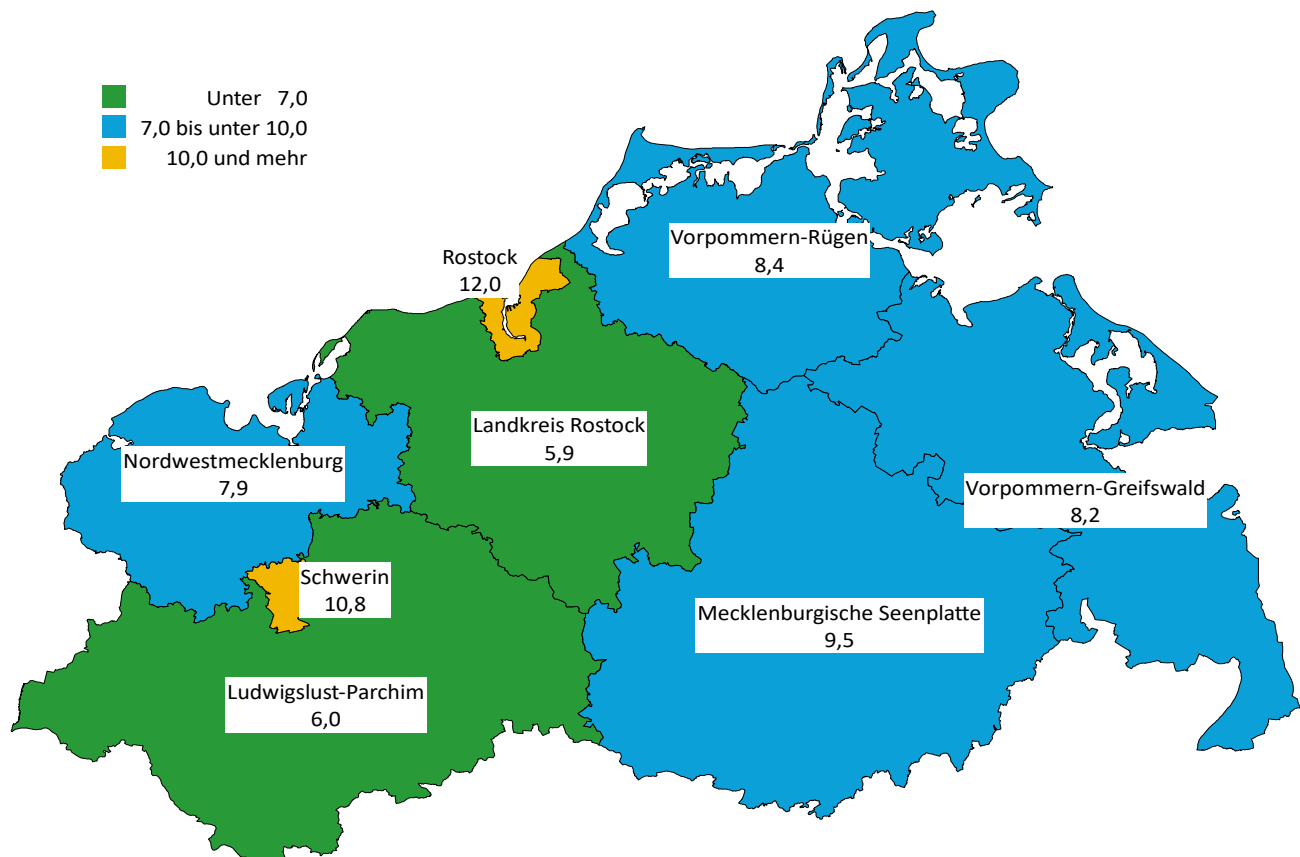 Unter 7,0
7,0 bis unter 10,0
10,0 und mehr
Vorpommern-Rügen
8,4
Rostock
12,0
Landkreis Rostock
5,9
Nordwestmecklenburg
7,9
Vorpommern-Greifswald
8,2
Schwerin
10,8
Mecklenburgische Seenplatte
9,5
Ludwigslust-Parchim
6,0